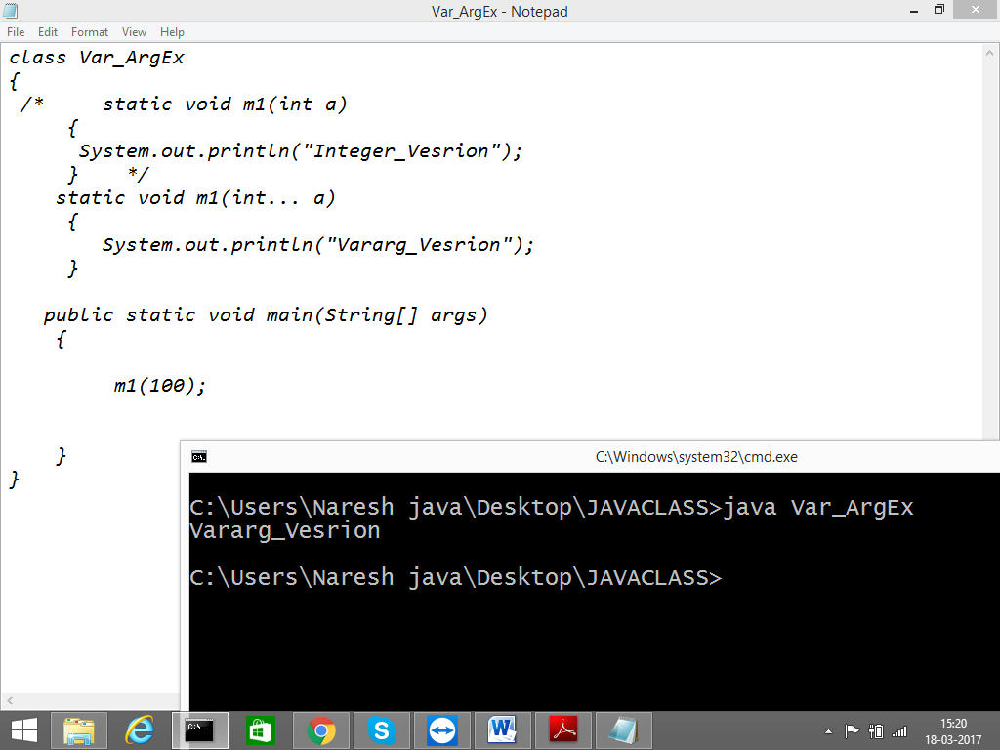 Var_ArgEx - Notepad
File Edit Format View Help
class Var_ArgEx
{
/* static void m1(int a)
{
System.out.println("Integer_Vesrion");
} */
static void m1(int... a)
{
System.out.println("Vararg_Vesrion");
}
public static void main(String[] args)
{
m1(100);
}
}
C:\Windows\system32\cmd.exe
C:\Users\Naresh java\Desktop\JAVACLASS>java Var_ArgEx
Vararg_Vesrion
C:\Users\Naresh java\Desktop\JAVACLASS>
15:20
18-03-2017